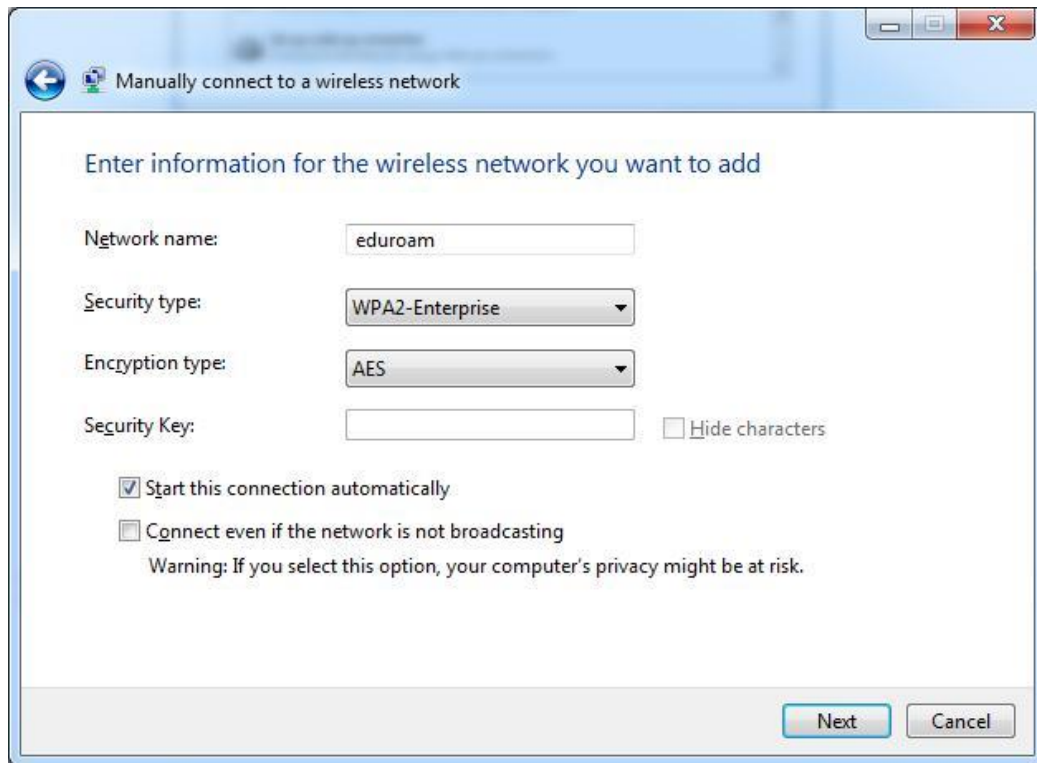 Manually connect to a wireless network
Enter information for the wireless network you want to add
Network name:
eduroam
Security type:
WPA2-Enterprise
Encryption type:
AES
Security Key:
Hide characters
Start this connection automatically
Connect even if the network is not broadcasting
Warning: If you select this option, your computer's privacy might be at risk.
Next
Cancel